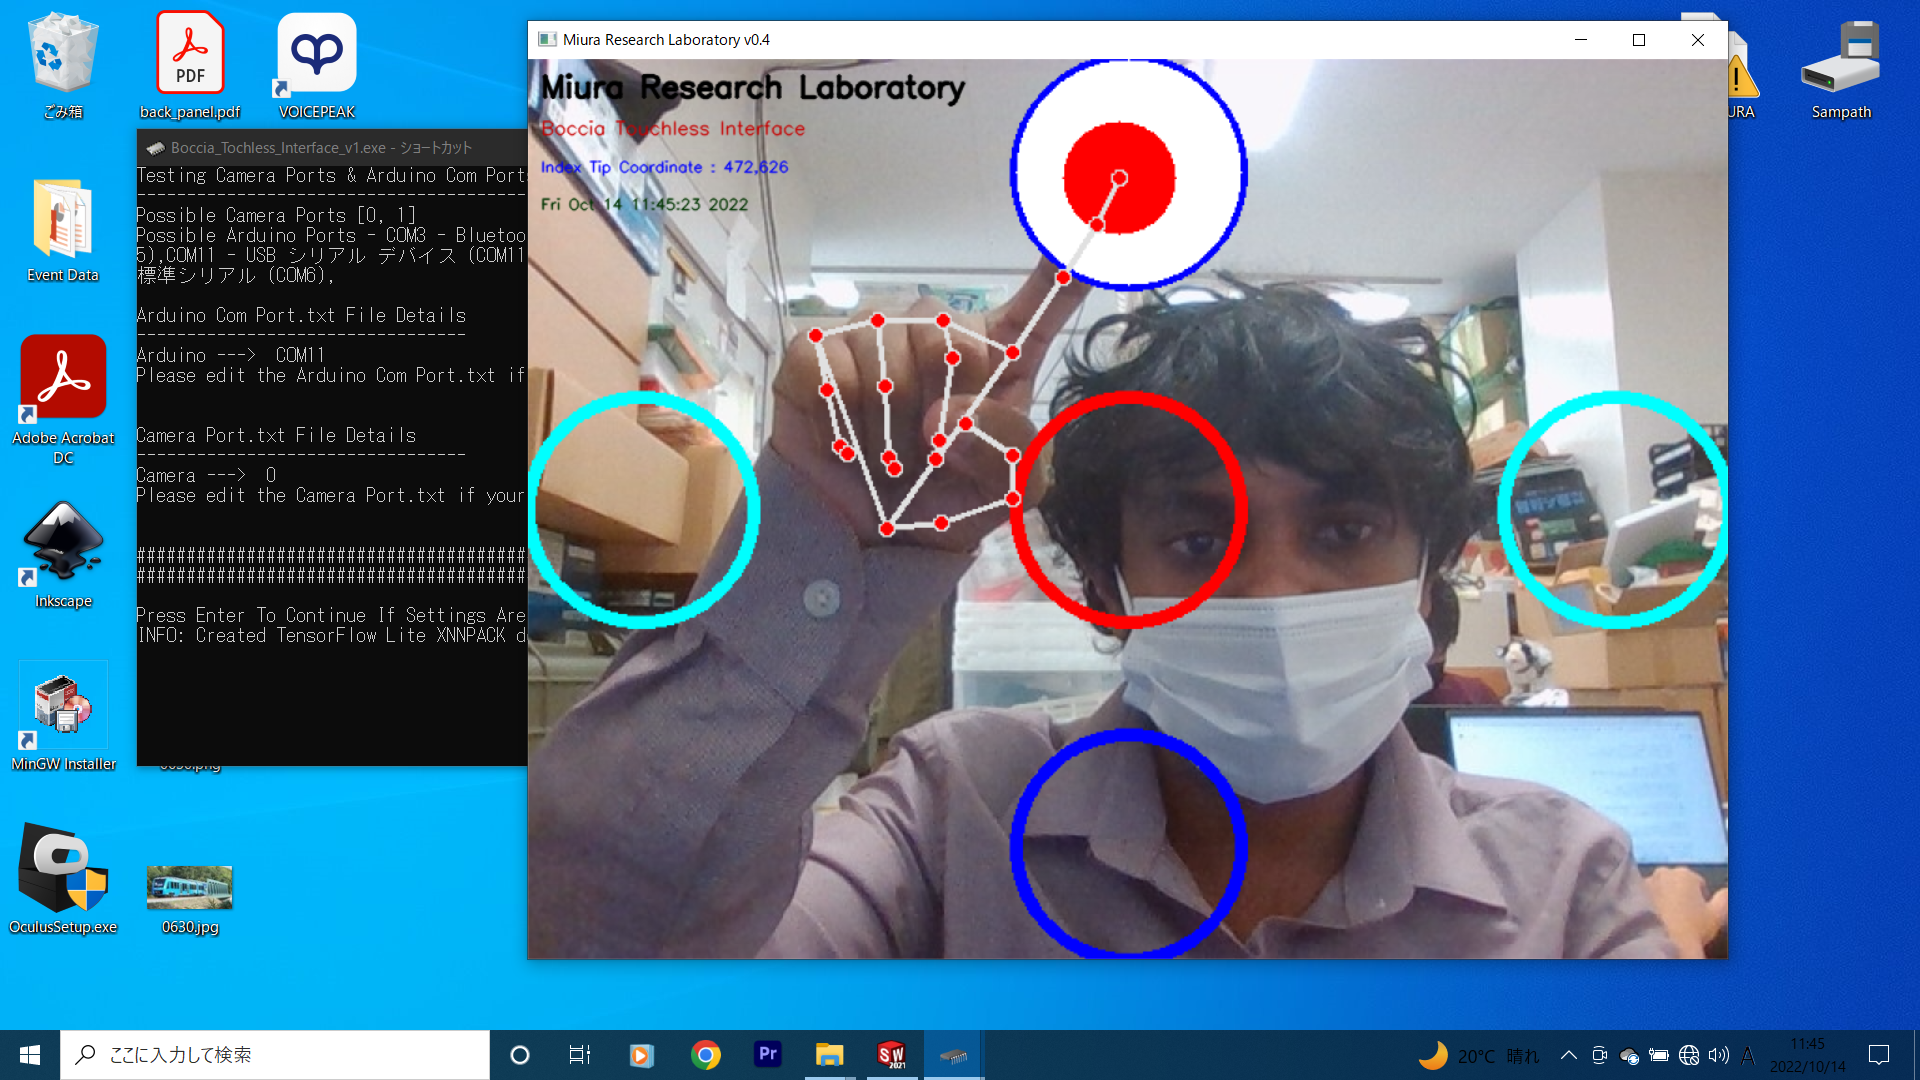 ごみ箱
back_panel.pdf
VOICEPEAK
Event Data
Adobe Acrobat
DC
Inkscape
MinGW Installer
OculusSetup.exe
0630.jpg
Boccia_Tochless_Interface_v1.exe - ショートカット
Testing Camera Ports & Arduino Com Port
--------------------------------
Possible Camera Ports [0, 1]
Possible Arduino Ports - COM3 - Bluetoo
5),COM11 - USB シリアル デバイス (COM11
標準シリアル (COM6),
Arduino Com Port.txt File Details
---------------------------------
Arduino --->  COM11
Please edit the Arduino Com Port.txt if
Camera Port.txt File Details
---------------------------------
Camera --->  0
Please edit the Camera Port.txt if your
#######################################
#######################################
Press Enter To Continue If Settings Are
INFO: Created TensorFlow Lite XNNPACK d
Miura Research Laboratory v0.4
Miura Research Laboratory
Boccia Touchless Interface
Index Tip Coordinate : 472,626
Fri Oct 14 11:45:23 2022
PDF
URA
Sampath
ここに入力して検索
Pr
SW
2021
20°C 晴れ
A
11:45
2022/10/14